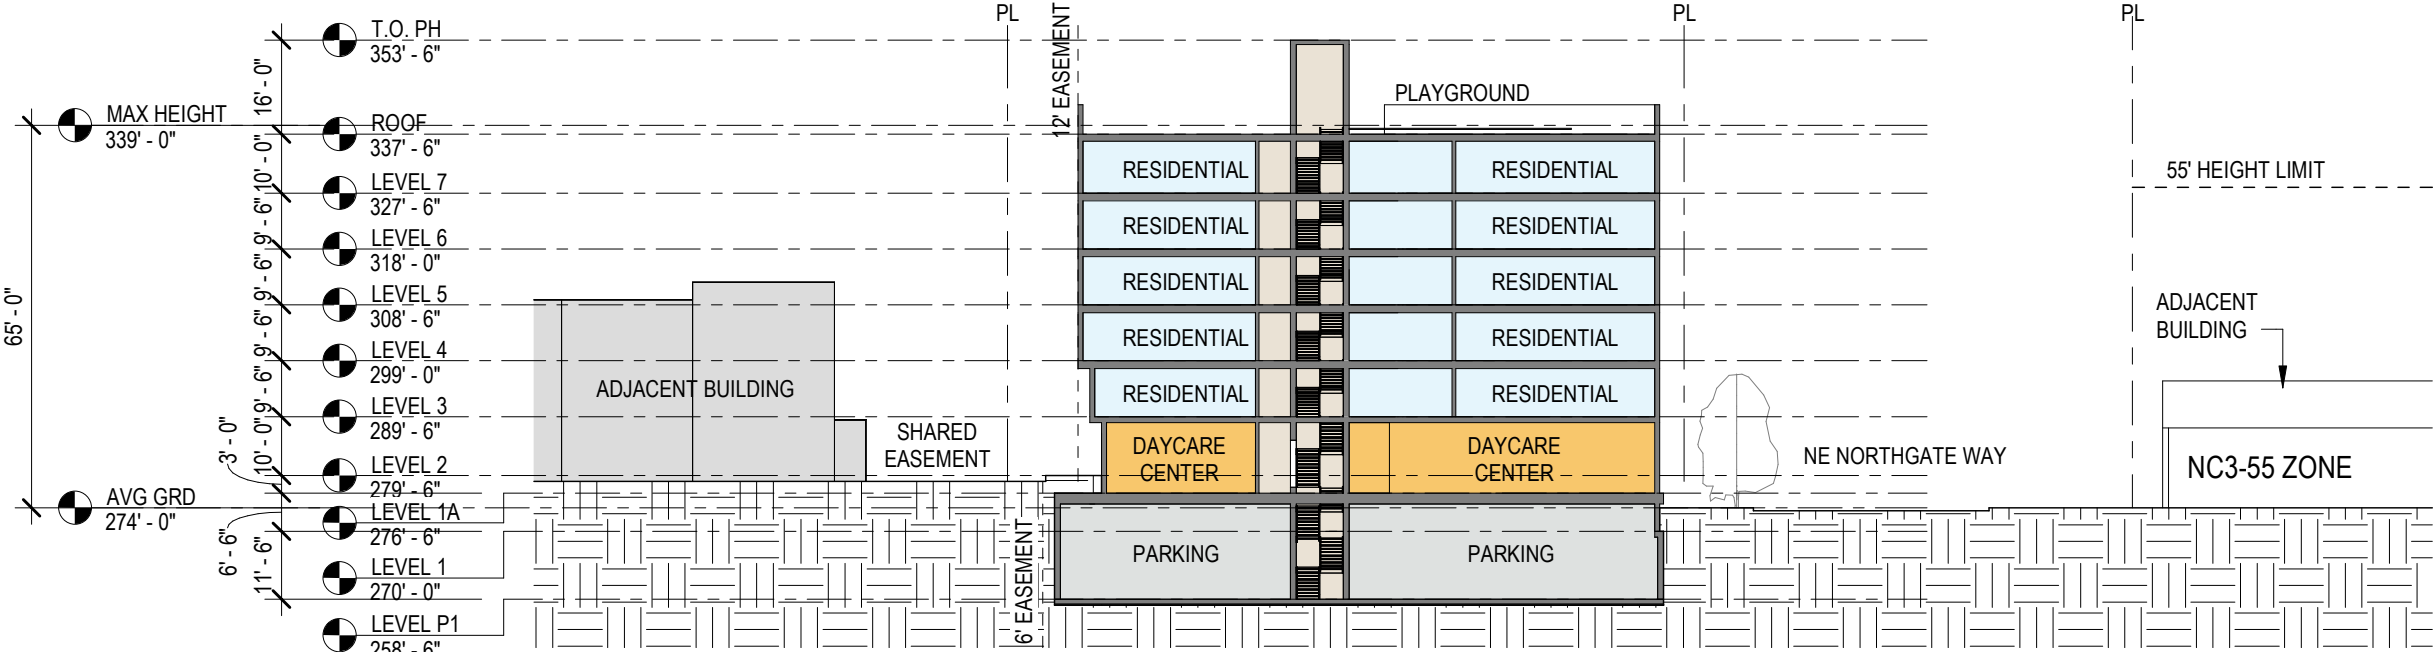 PL
PL
PL
12' EASEMENT
T.O. PH
353' - 6"
16' - 0"
PLAYGROUND
MAX HEIGHT
339' - 0"
ROOF
337' - 6"
10' - 0"
RESIDENTIAL
RESIDENTIAL
55' HEIGHT LIMIT
LEVEL 7
327' - 6"
9' - 6"
RESIDENTIAL
RESIDENTIAL
LEVEL 6
318' - 0"
9' - 6"
RESIDENTIAL
RESIDENTIAL
LEVEL 5
308' - 6"
9' - 6"
65' - 0"
RESIDENTIAL
RESIDENTIAL
ADJACENT
BUILDING
LEVEL 4
299' - 0"
9' - 6"
ADJACENT BUILDING
RESIDENTIAL
RESIDENTIAL
LEVEL 3
289' - 6"
10' - 0"
3' - 0"
SHARED
EASEMENT
DAYCARE
CENTER
DAYCARE
CENTER
NE NORTHGATE WAY
NC3-55 ZONE
LEVEL 2
279' - 6"
AVG GRD
274' - 0"
LEVEL 1A
276' - 6"
6' - 6"
11' - 6"
6' EASEMENT
PARKING
PARKING
LEVEL 1
270' - 0"
LEVEL P1
258' - 6"